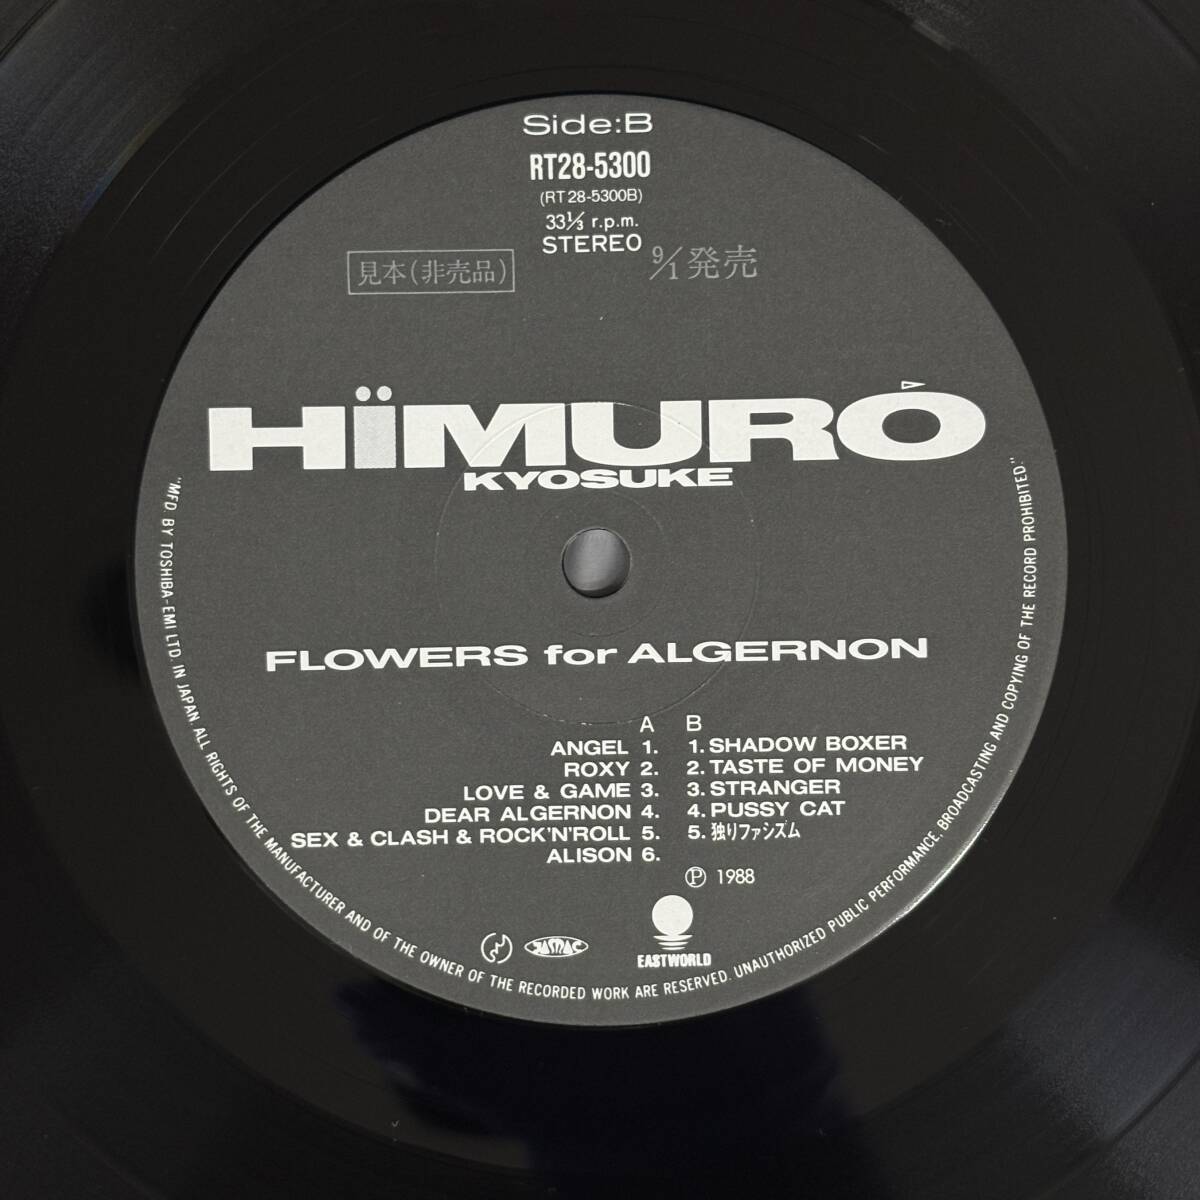 Side:B
RT28-5300
(RT 28-5300B)
33⅓ r.p.m.
STEREO
見本(非売品)
9/1 発売
HÏMURO
KYOSUKE
FLOWERS for ALGERNON
A
ANGEL 1.
ROXY 2.
LOVE & GAME 3.
DEAR ALGERNON 4.
SEX & CLASH & ROCK'N'ROLL 5.
ALISON 6.
B
1. SHADOW BOXER
2. TASTE OF MONEY
3. STRANGER
4. PUSSY CAT
5. 独りファシズム
Ⓟ 1988
JASRAC
EASTWORLD
"MFD. BY TOSHIBA-EMI LTD. IN JAPAN. ALL RIGHTS OF THE MANUFACTURER AND OF THE OWNER OF THE RECORDED WORK ARE RESERVED. UNAUTHORIZED PUBLIC PERFORMANCE, BROADCASTING AND COPYING OF THE RECORD PROHIBITED."